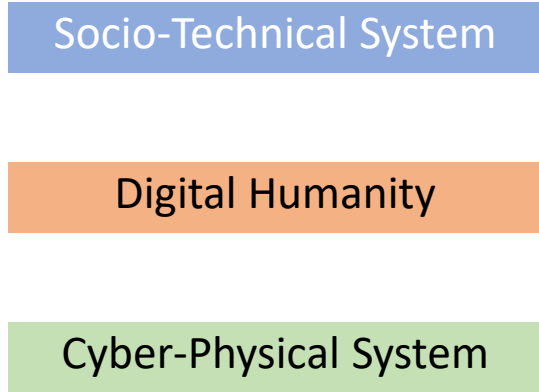 Socio-Technical System
Digital Humanity
Cyber-Physical System